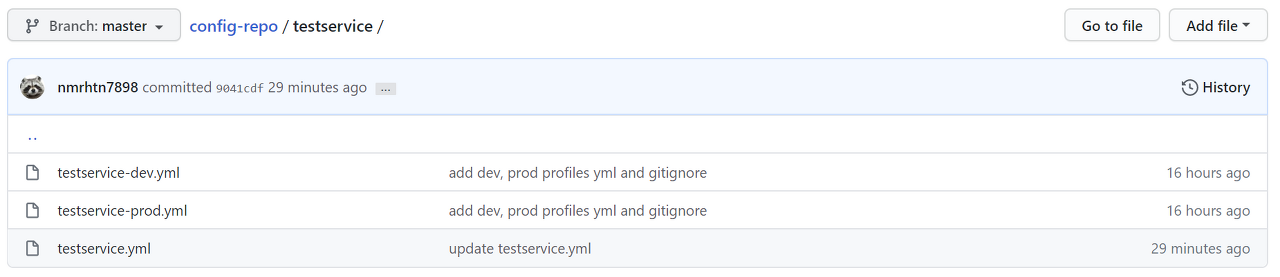 Branch: master config-repo / testservice / Go to file Add file
nmrhtn7898 committed 9041cdf 29 minutes ago ... History
..
testservice-dev.yml add dev, prod profiles yml and gitignore 16 hours ago
testservice-prod.yml add dev, prod profiles yml and gitignore 16 hours ago
testservice.yml update testservice.yml 29 minutes ago